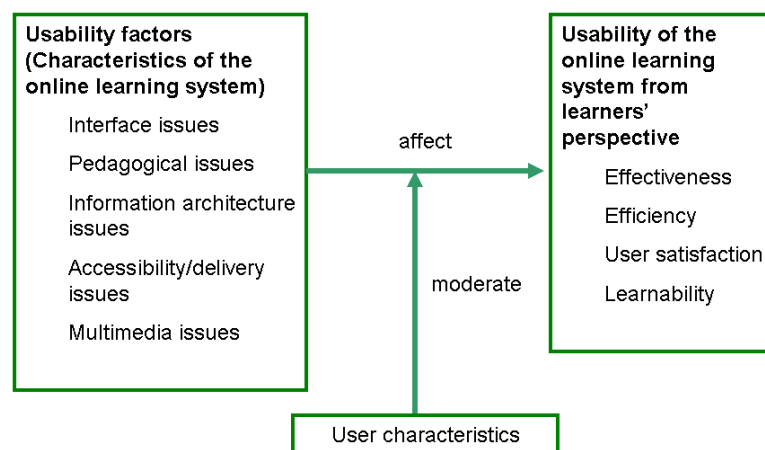 Usability factors
(Characteristics of the
online learning system)
Interface issues
Pedagogical issues
Information architecture
issues
Accessibility/delivery
issues
Multimedia issues
affect
moderate
Usability of the
online learning
system from
learners’
perspective
Effectiveness
Efficiency
User satisfaction
Learnability
User characteristics